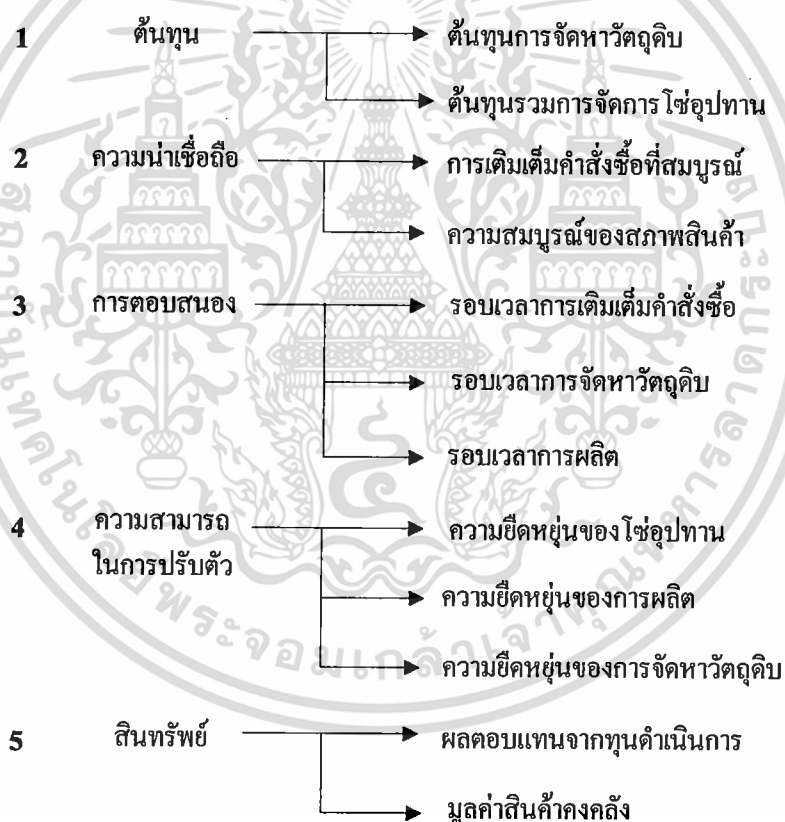 1 ต้นทุน ต้นทุนการจัดหาวัตถุดิบ
ต้นทุนรวมการจัดการโซ่อุปทาน
2 ความน่าเชื่อถือ การเติมเต็มคำสั่งซื้อที่สมบูรณ์
ความสมบูรณ์ของสภาพสินค้า
3 การตอบสนอง รอบเวลาการเติมเต็มคำสั่งซื้อ
รอบเวลาการจัดหาวัตถุดิบ
รอบเวลาการผลิต
4 ความสามารถ ความยืดหยุ่นของโซ่อุปทาน
ในการปรับตัว
ความยืดหยุ่นของการผลิต
ความยืดหยุ่นของการจัดหาวัตถุดิบ
5 สินทรัพย์ ผลตอบแทนจากทุนดำเนินการ
มูลค่าสินค้าคงคลัง